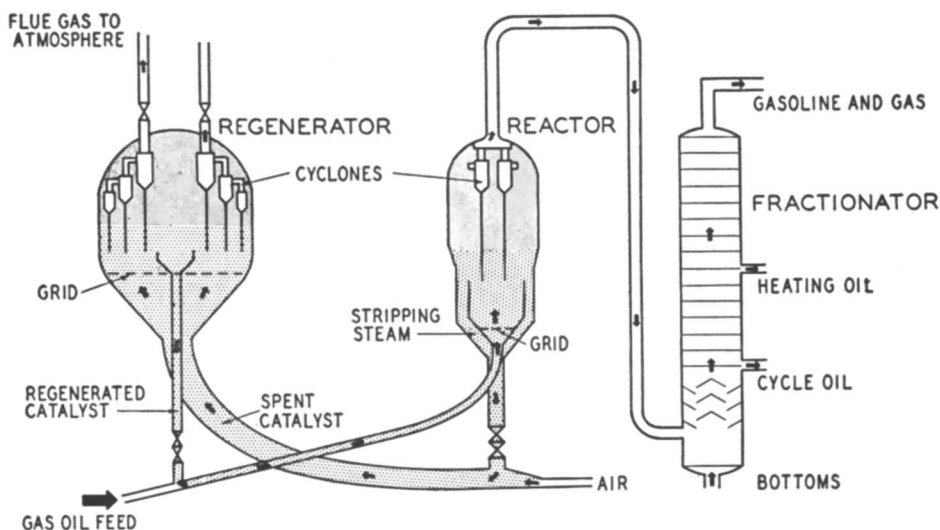 FLUE GAS TO
ATMOSPHERE
REGENERATOR
REACTOR
GASOLINE AND GAS
CYCLONES
FRACTIONATOR
GRID
HEATING OIL
STRIPPING
STEAM
GRID
REGENERATED
CATALYST
SPENT
CATALYST
CYCLE OIL
AIR
BOTTOMS
GAS OIL FEED